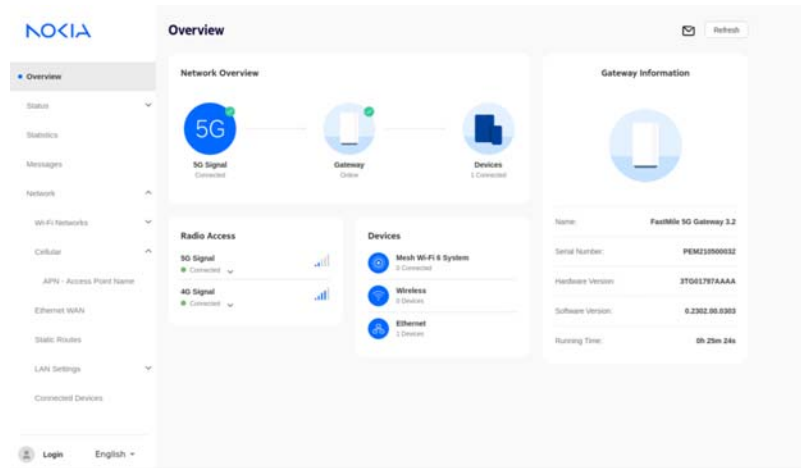 NOKIA
Overview
Status
Statistics
Messages
Network
Wi-Fi Networks
Cellular
APN - Access Point Name
Ethernet WAN
Static Routes
LAN Settings
Connected Devices
Login English
Overview
Refresh
Network Overview
5G
5G Signal
Connected
Gateway
Online
Devices
1 Connected
Radio Access
5G Signal
Connected
4G Signal
Connected
Devices
Mesh Wi-Fi 6 System
0 Connected
Wireless
0 Devices
Ethernet
1 Devices
Gateway Information
Name: FastMile 5G Gateway 3.2
Serial Number: PEM210500032
Hardware Version 3TG01797AAAA
Software Version: 0.2302.00.0303
Running Time: 0h 25m 24s